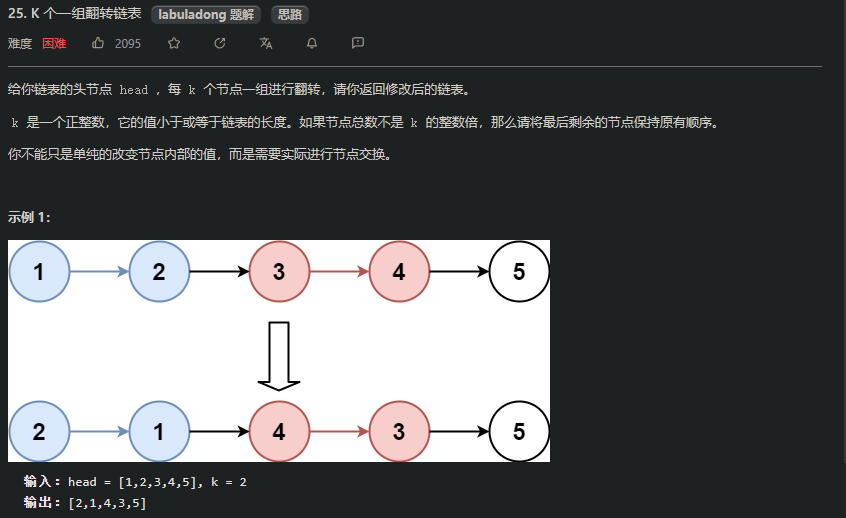 25. K 个一组翻转链表 labuladong 题解 思路
难度 困难 2095
给你链表的头节点 head ，每 k 个节点一组进行翻转，请你返回修改后的链表。
k 是一个正整数，它的值小于或等于链表的长度。如果节点总数不是 k 的整数倍，那么请将最后剩余的节点保持原有顺序。
你不能只是单纯的改变节点内部的值，而是需要实际进行节点交换。
示例 1：
1 2 3 4 5
2 1 4 3 5
输入：head = [1,2,3,4,5], k = 2
输出：[2,1,4,3,5]